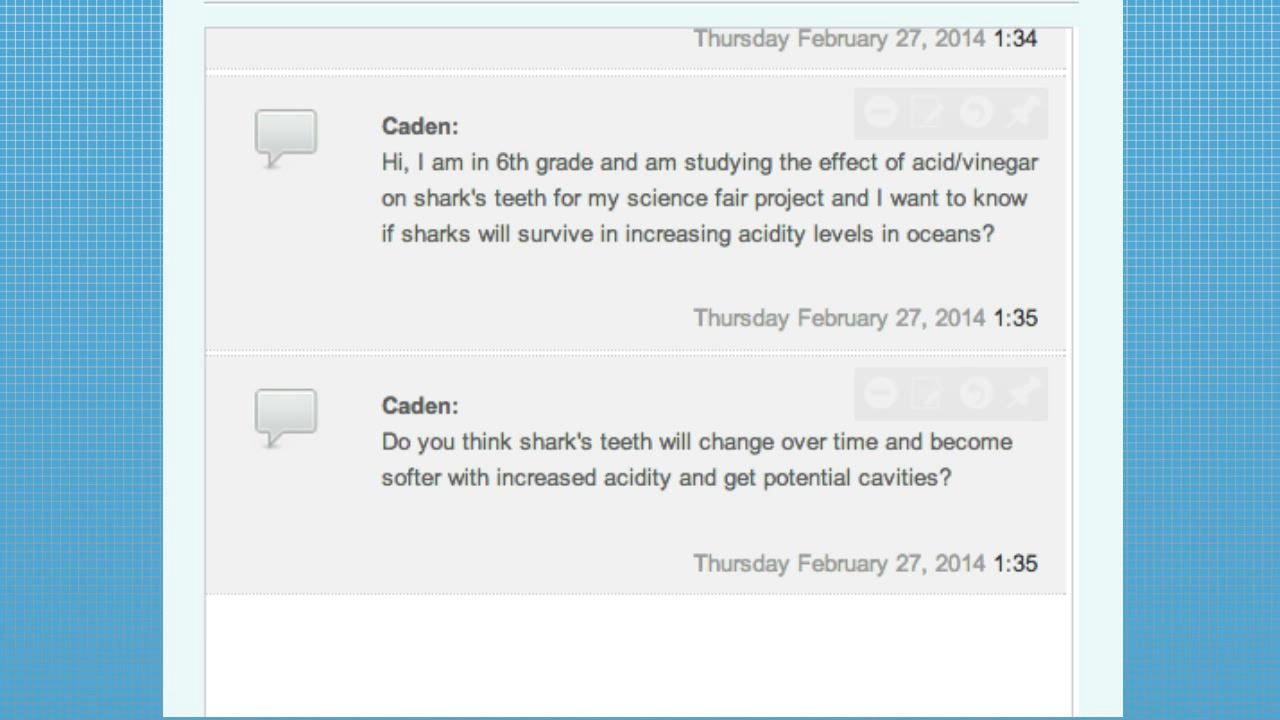 Thursday February 27, 2014 1:34
Caden:
Hi, I am in 6th grade and am studying the effect of acid/vinegar
on shark's teeth for my science fair project and I want to know
if sharks will survive in increasing acidity levels in oceans?
Thursday February 27, 2014 1:35
Caden:
Do you think shark's teeth will change over time and become
softer with increased acidity and get potential cavities?
Thursday February 27, 2014 1:35